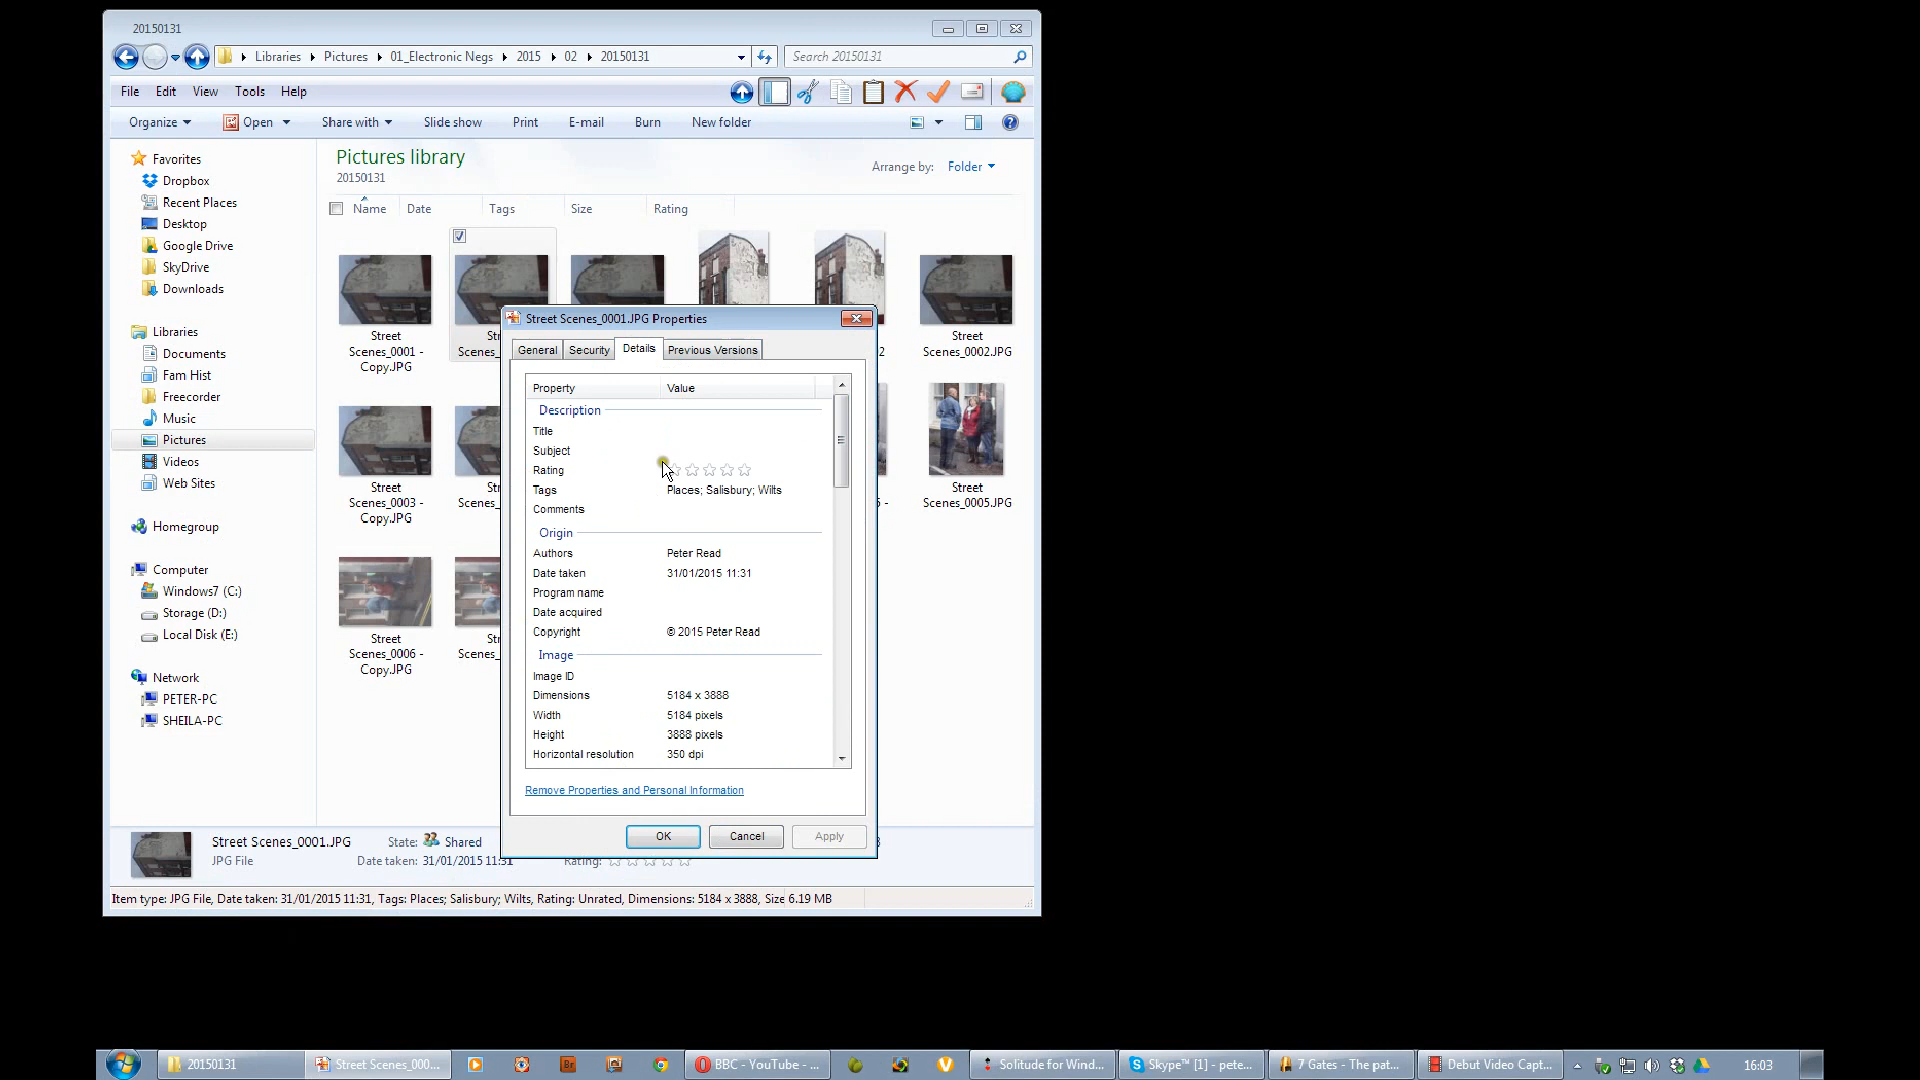 20150131
Libraries Pictures 01_Electronic Negs 2015 02 20150131
Search 20150131
File Edit View Tools Help
Organize Open Share with Slide show Print E-mail Burn New folder
Favorites
Dropbox
Recent Places
Desktop
Google Drive
SkyDrive
Downloads
Libraries
Documents
Fam Hist
Freecorder
Music
Pictures
Videos
Web Sites
Homegroup
Computer
Windows7 (C:)
Storage (D:)
Local Disk (E:)
Network
PETER-PC
SHEILA-PC
Pictures library
20150131
Arrange by: Folder
Name Date Tags Size Rating
Street
Scenes_0001 -
Copy.JPG
Street
Scenes_0002.JPG
Street
Scenes_0003 -
Copy.JPG
Street
Scenes_0005.JPG
Street
Scenes_0006 -
Copy.JPG
Street Scenes_0001.JPG Properties
General Security Details Previous Versions
Property Value
Description
Title
Subject
Rating
Tags Places; Salisbury; Wilts
Comments
Origin
Authors Peter Read
Date taken 31/01/2015 11:31
Program name
Date acquired
Copyright © 2015 Peter Read
Image
Image ID
Dimensions 5184 x 3888
Width 5184 pixels
Height 3888 pixels
Horizontal resolution 350 dpi
Remove Properties and Personal Information
OK Cancel Apply
Street Scenes_0001.JPG State: Shared
JPG File Date taken: 31/01/2015 11:31 Rating:
Item type: JPG File, Date taken: 31/01/2015 11:31, Tags: Places; Salisbury; Wilts, Rating: Unrated, Dimensions: 5184 x 3888, Size 6.19 MB
20150131 Street Scenes_000... Br BBC - YouTube - ... Solitude for Wind... Skype™ [1] - pete... 7 Gates - The pat... Debut Video Capt... 16:03